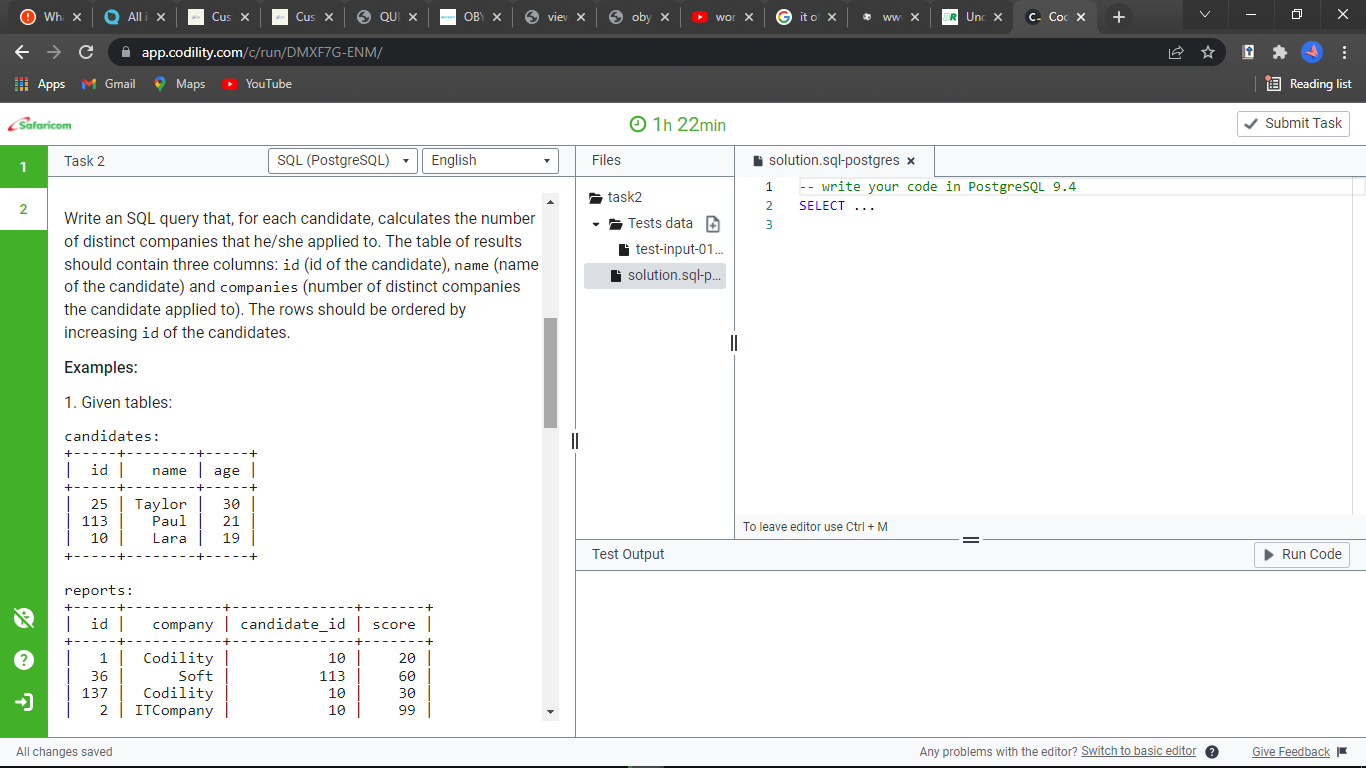 Wha
All i
Cus
Cus
QUI
OBY
viev
oby
wor
it of
ww
Unc
Coc
app.codility.com/c/run/DMXF7G-ENM/
Apps
Gmail
Maps
YouTube
Reading list
Safaricom
1h 22min
Submit Task
1
2
Task 2
SQL (PostgreSQL)
English
Files
solution.sql-postgres
Write an SQL query that, for each candidate, calculates the number
of distinct companies that he/she applied to. The table of results
should contain three columns: id (id of the candidate), name (name
of the candidate) and companies (number of distinct companies
the candidate applied to). The rows should be ordered by
increasing id of the candidates.
Examples:
1. Given tables:
candidates:
+-----+--------+-----+
|  id |   name | age |
+-----+--------+-----+
|  25 | Taylor |  30 |
| 113 |   Paul |  21 |
|  10 |   Lara |  19 |
+-----+--------+-----+
reports:
+-----+-----------+--------------+-------+
|  id |   company | candidate_id | score |
+-----+-----------+--------------+-------+
|   1 |  Codility |           10 |    20 |
|  36 |      Soft |          113 |    60 |
| 137 |  Codility |           10 |    30 |
|   2 | ITCompany |           10 |    99 |
task2
Tests data
test-input-01...
solution.sql-p...
1 -- write your code in PostgreSQL 9.4
2 SELECT ...
3
To leave editor use Ctrl + M
Test Output
Run Code
All changes saved
Any problems with the editor? Switch to basic editor
Give Feedback